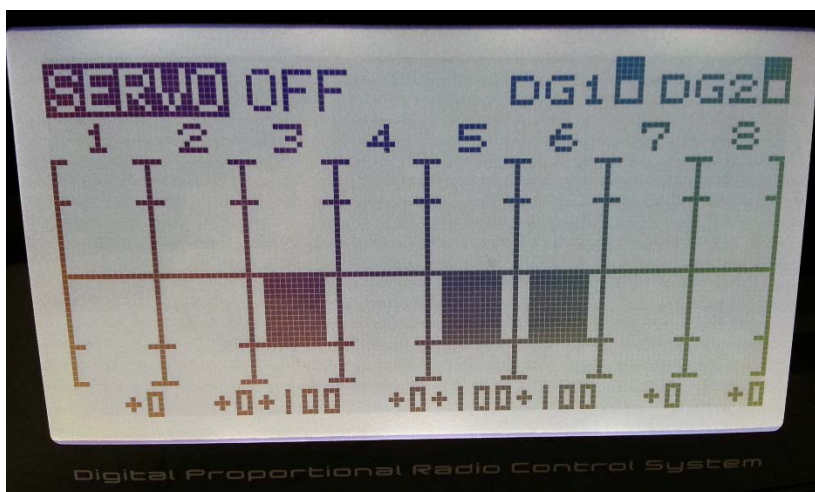 SERVO OFF DG1 DG2
1 2 3 4 5 6 7 8
+0 +0+100 +0+100+100 +0 +0
Digital Proportional Radio Control System